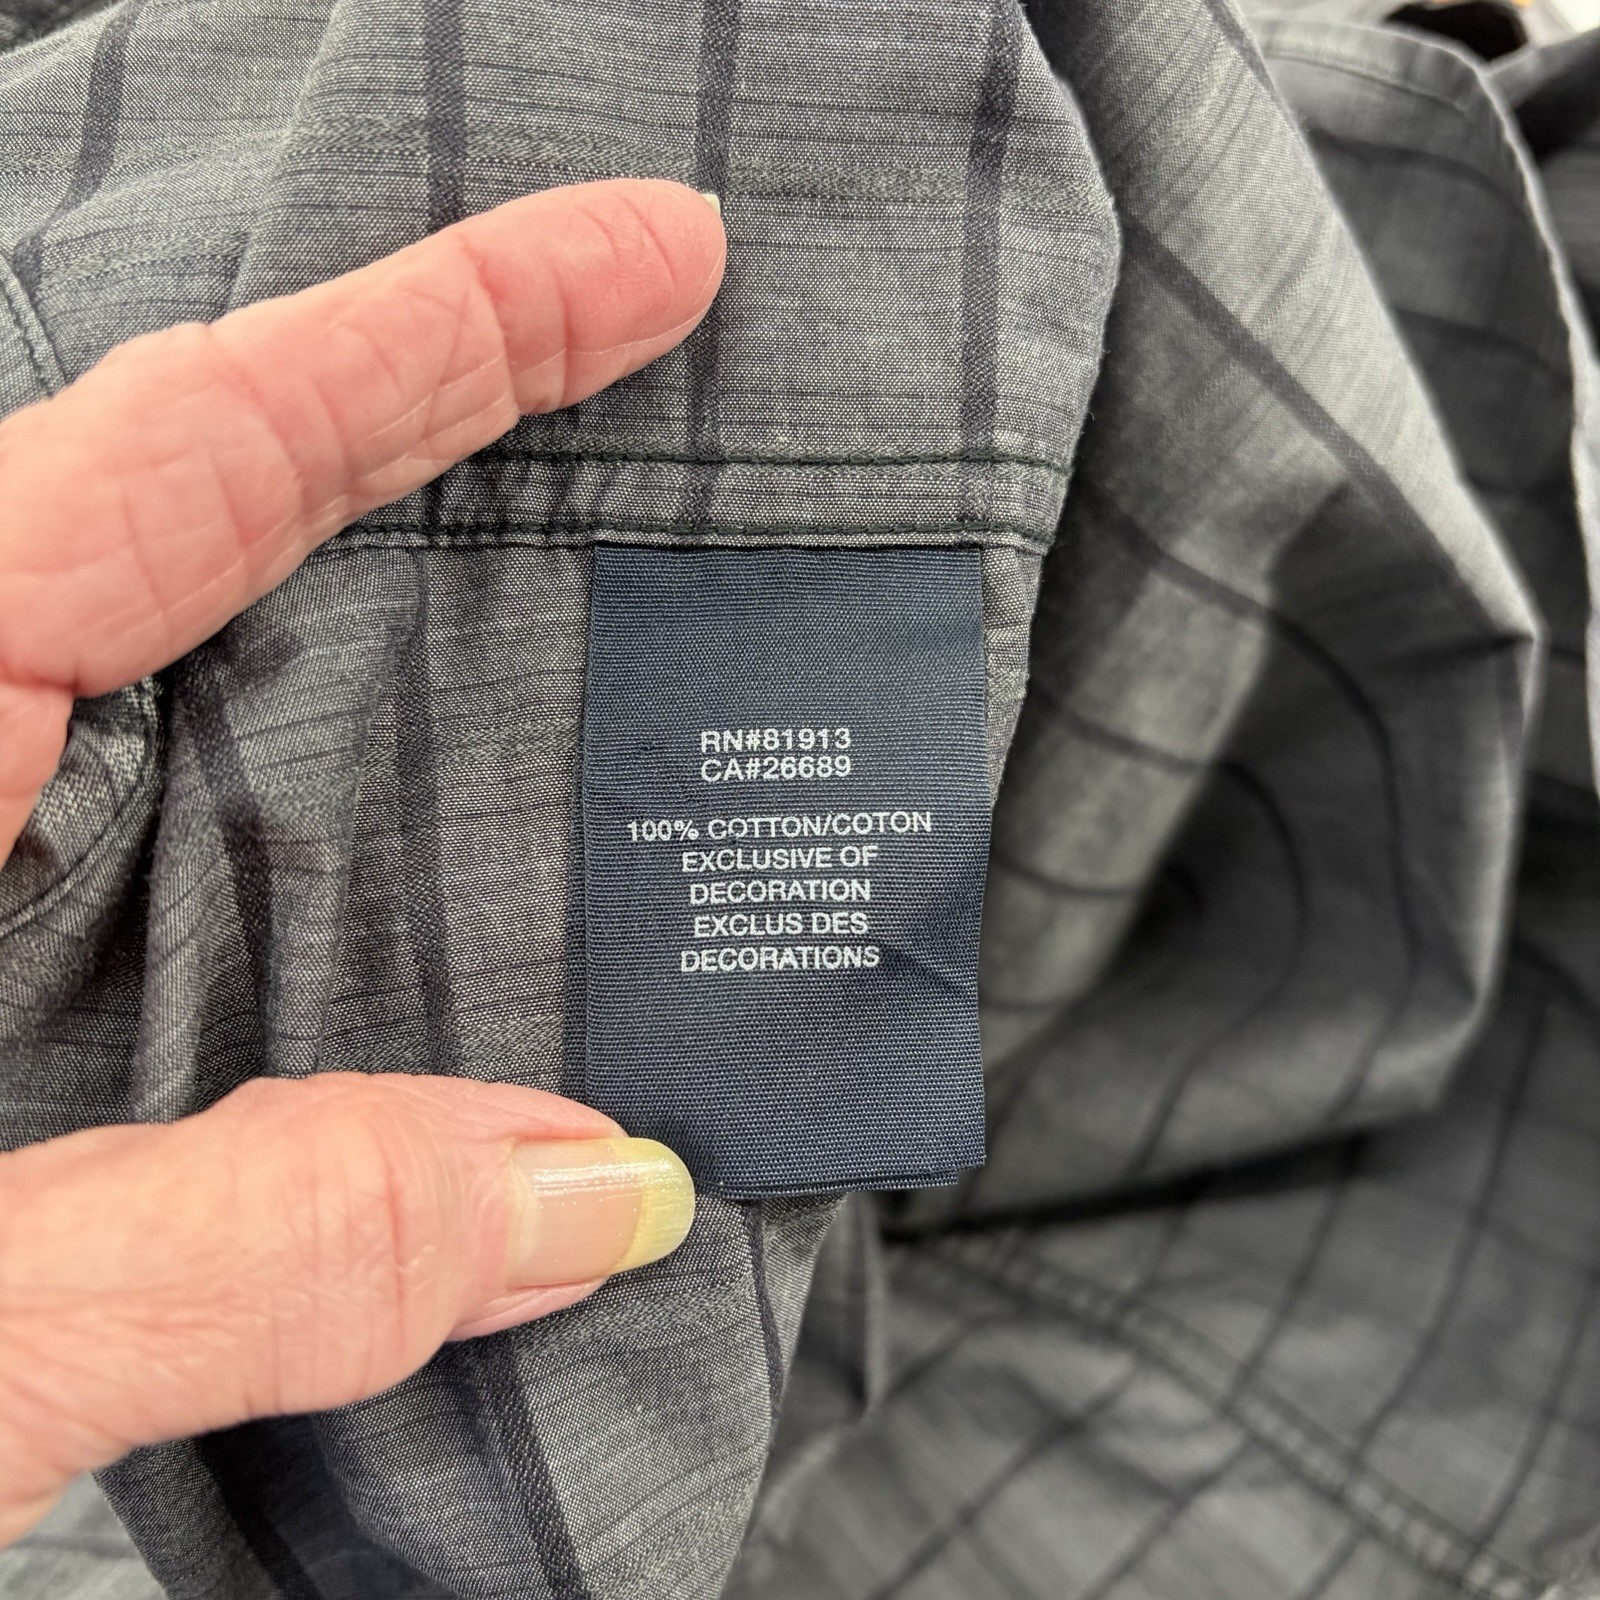 RN#81913
CA#26689
100% COTTON/COTON
EXCLUSIVE OF
DECORATION
EXCLUS DES
DECORATIONS